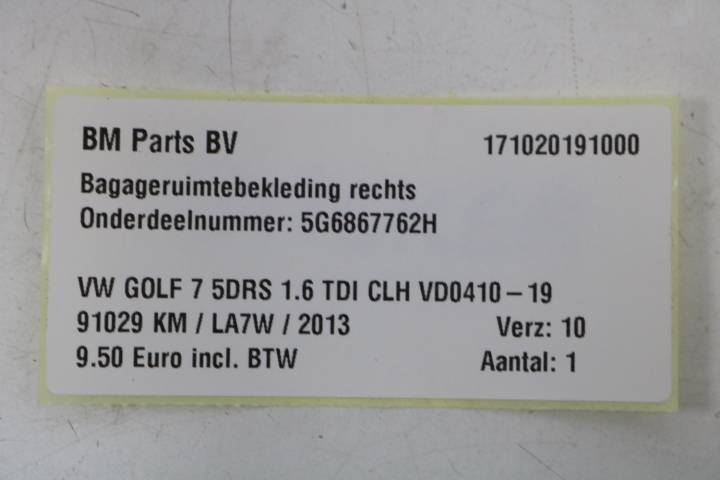 BM Parts BV 171020191000
Bagageruimtebekleding rechts
Onderdeelnummer: 5G6867762H
VW GOLF 7 5DRS 1.6 TDI CLH VD0410-19
91029 KM / LA7W / 2013 Verz: 10
9.50 Euro incl. BTW Aantal: 1